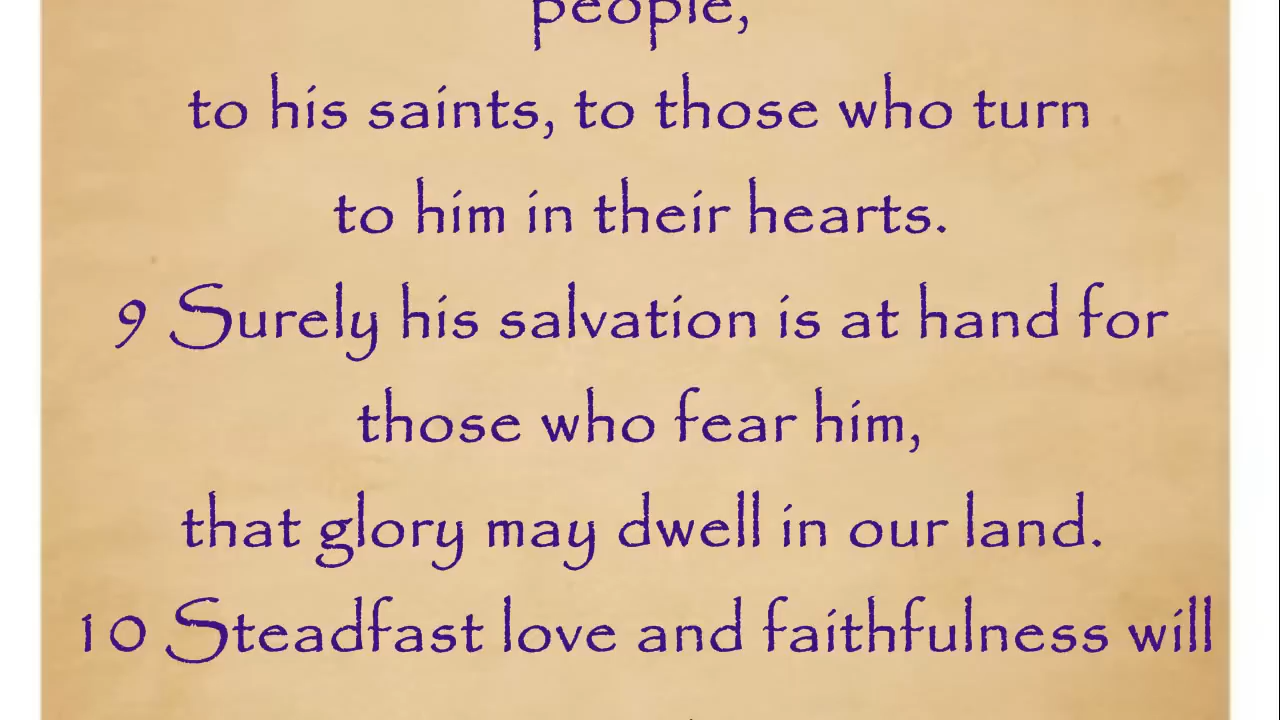 people,
to his saints, to those who turn
to him in their hearts.
9 Surely his salvation is at hand for
those who fear him,
that glory may dwell in our land.
10 Steadfast love and faithfulness will